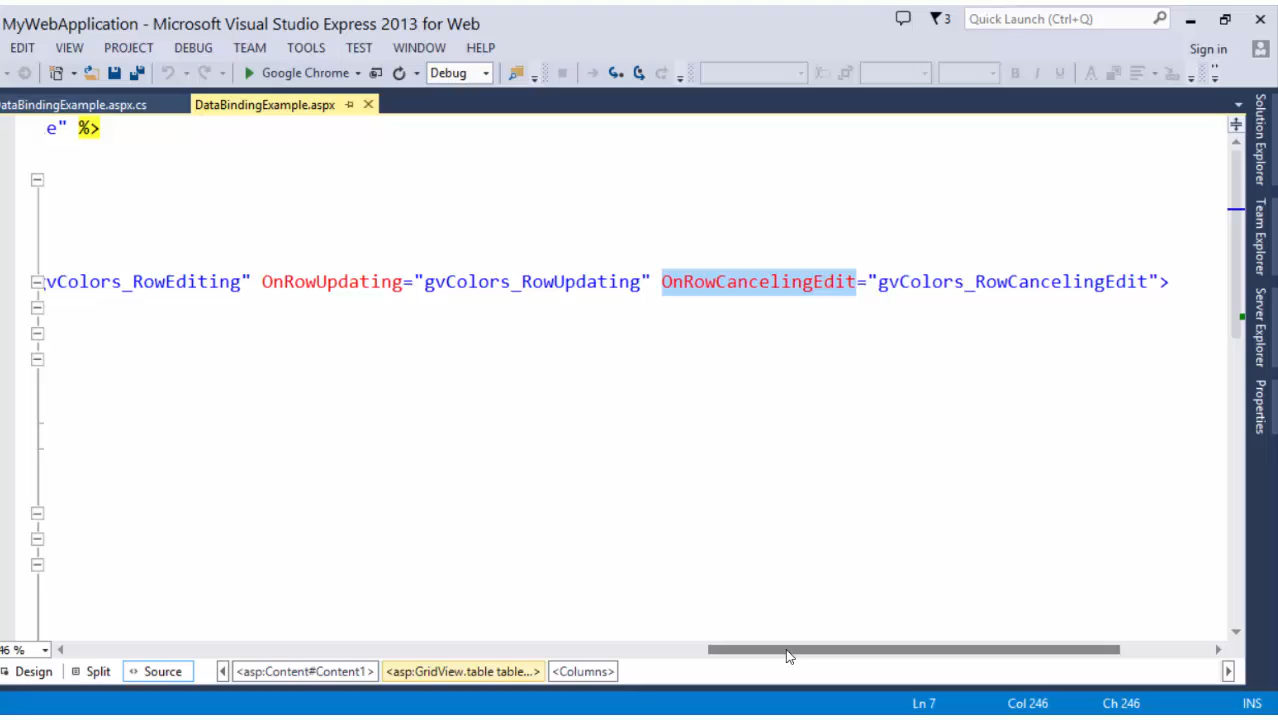 MyWebApplication - Microsoft Visual Studio Express 2013 for Web
3
Quick Launch (Ctrl+Q)
EDIT VIEW PROJECT DEBUG TEAM TOOLS TEST WINDOW HELP
Sign in
Google Chrome
Debug
B I U A
ataBindingExample.aspx.cs
DataBindingExample.aspx
e" %>
vColors_RowEditing" OnRowUpdating="gvColors_RowUpdating" OnRowCancelingEdit="gvColors_RowCancelingEdit">
Solution Explorer
Team Explorer
Server Explorer
Properties
46 %
Design Split Source <asp:Content#Content1> <asp:GridView.table table...> <Columns>
Ln 7 Col 246 Ch 246 INS